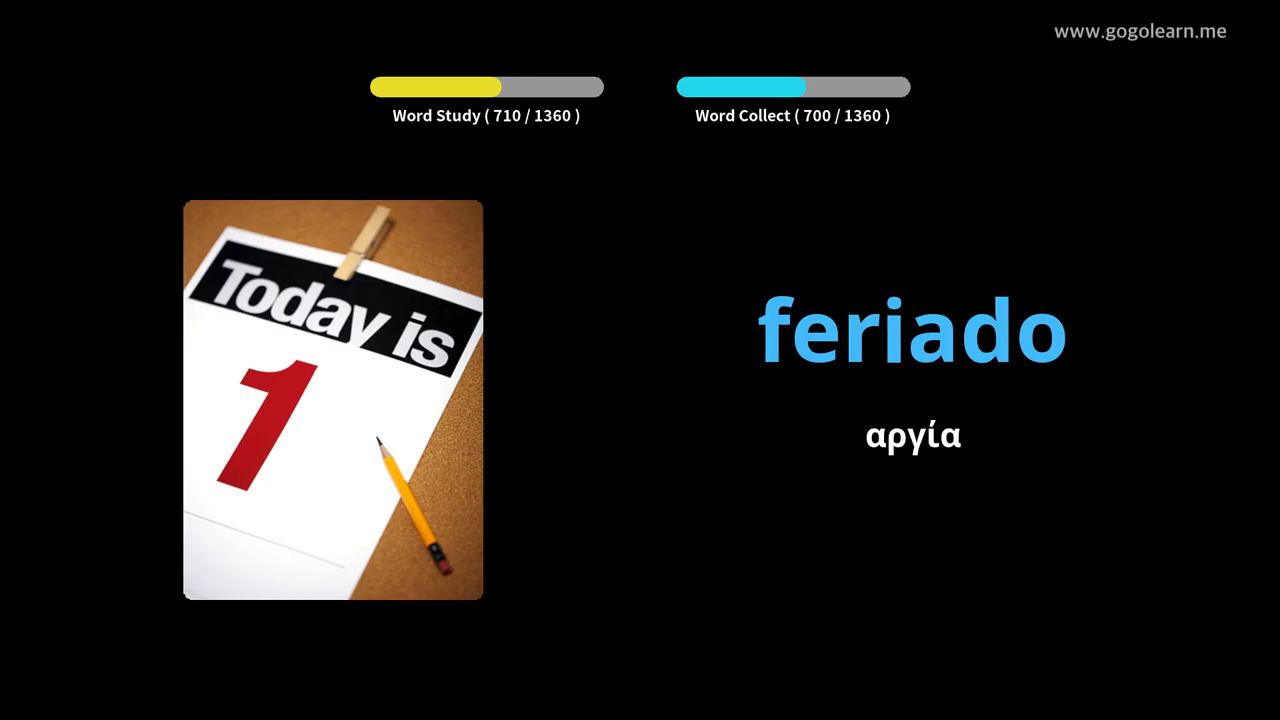 www.gogolearn.me
Word Study ( 710 / 1360 )
Word Collect ( 700 / 1360 )
Today is
1
feriado
αργία